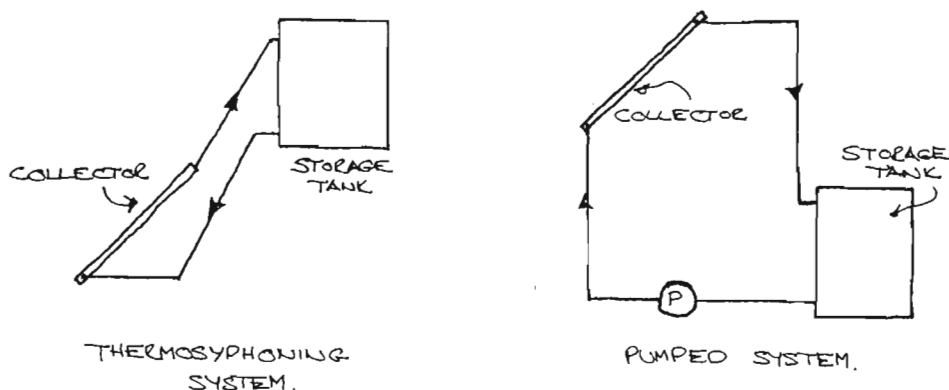 COLLECTOR
STORAGE
TANK
THERMOSYPHONING
SYSTEM.
COLLECTOR
STORAGE
TANK
P
PUMPED SYSTEM.